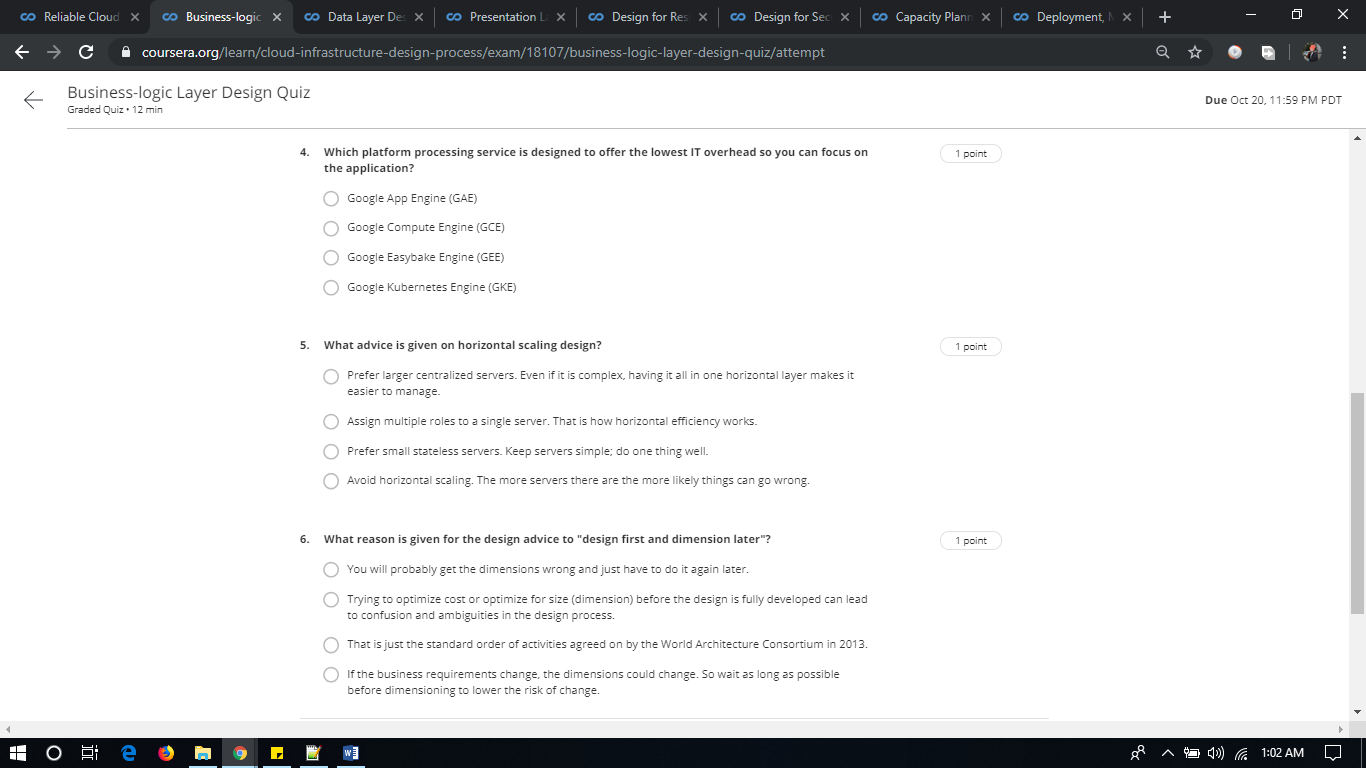 Reliable Cloud
Business-logic
Data Layer Des
Presentation L
Design for Res
Design for Sec
Capacity Plann
Deployment, M
coursera.org/learn/cloud-infrastructure-design-process/exam/18107/business-logic-layer-design-quiz/attempt
Business-logic Layer Design Quiz
Graded Quiz • 12 min
Due Oct 20, 11:59 PM PDT
4. Which platform processing service is designed to offer the lowest IT overhead so you can focus on
the application?
1 point
Google App Engine (GAE)
Google Compute Engine (GCE)
Google Easybake Engine (GEE)
Google Kubernetes Engine (GKE)
5. What advice is given on horizontal scaling design?
1 point
Prefer larger centralized servers. Even if it is complex, having it all in one horizontal layer makes it
easier to manage.
Assign multiple roles to a single server. That is how horizontal efficiency works.
Prefer small stateless servers. Keep servers simple; do one thing well.
Avoid horizontal scaling. The more servers there are the more likely things can go wrong.
6. What reason is given for the design advice to "design first and dimension later"?
1 point
You will probably get the dimensions wrong and just have to do it again later.
Trying to optimize cost or optimize for size (dimension) before the design is fully developed can lead
to confusion and ambiguities in the design process.
That is just the standard order of activities agreed on by the World Architecture Consortium in 2013.
If the business requirements change, the dimensions could change. So wait as long as possible
before dimensioning to lower the risk of change.
1:02 AM